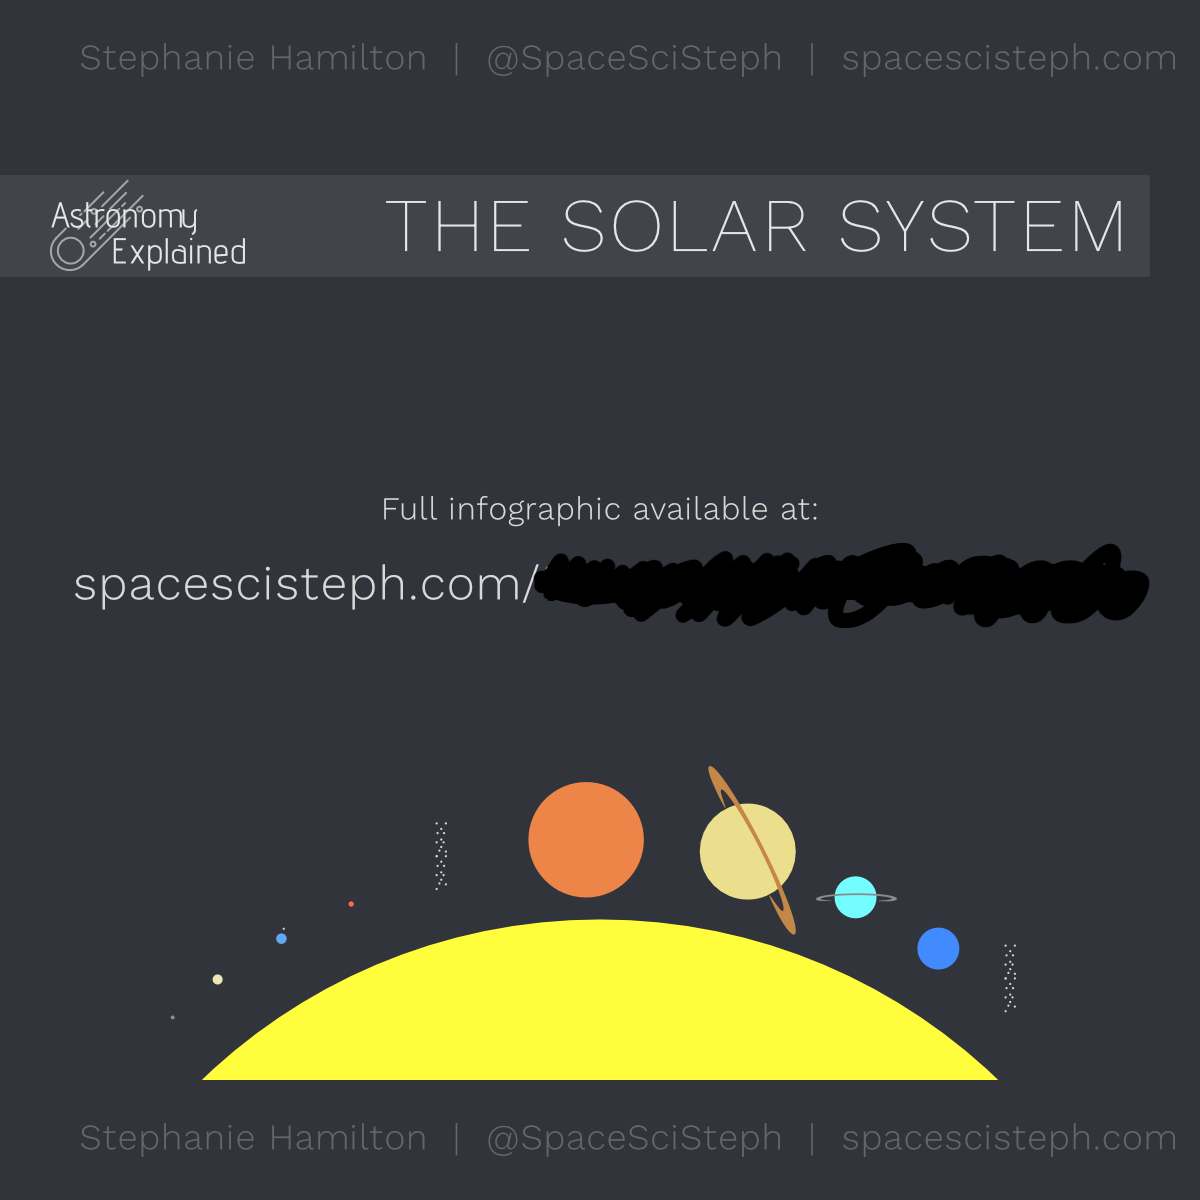 Stephanie Hamilton | @SpaceSciSteph | spacescisteph.com
Astronomy
Explained
THE SOLAR SYSTEM
Full infographic available at:
spacescisteph.com/
Stephanie Hamilton | @SpaceSciSteph | spacescisteph.com